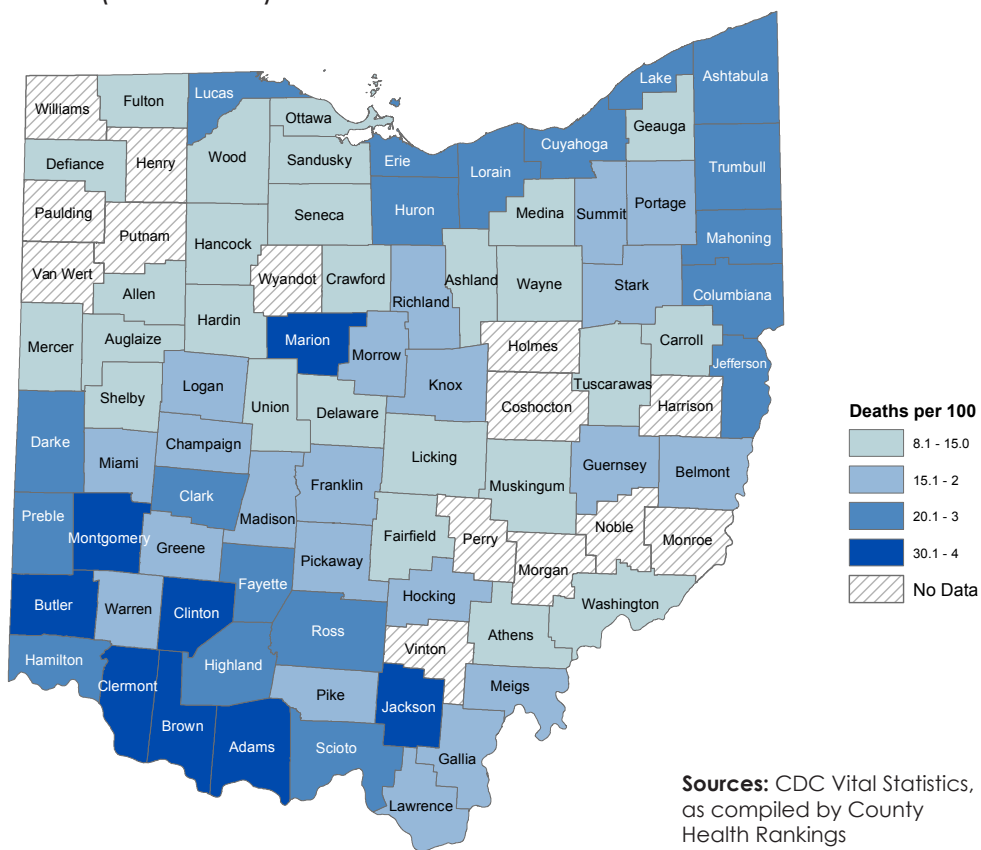 Lake
Ashtabula
Lucas
Fulton
Williams
Ottawa
Geauga
Cuyahoga
Wood
Sandusky
Erie
Defiance
Henry
Lorain
Trumbull
Paulding
Huron
Medina
Summit
Portage
Seneca
Putnam
Mahoning
Hancock
Van Wert
Wyandot
Crawford
Ashland
Wayne
Stark
Allen
Columbiana
Richland
Hardin
Marion
Auglaize
Mercer
Carroll
Holmes
Morrow
Jefferson
Logan
Knox
Tuscarawas
Shelby
Union
Delaware
Coshocton
Harrison
Darke
Champaign
Licking
Miami
Guernsey
Belmont
Franklin
Muskingum
Clark
Preble
Madison
Noble
Montgomery
Greene
Fairfield
Perry
Monroe
Pickaway
Morgan
Fayette
Hocking
Butler
Warren
Clinton
Washington
Ross
Athens
Vinton
Hamilton
Highland
Clermont
Pike
Meigs
Jackson
Brown
Adams
Scioto
Gallia
Lawrence
Deaths per 100
8.1 - 15.0
15.1 - 2
20.1 - 3
30.1 - 4
No Data
Sources: CDC Vital Statistics,
as compiled by County
Health Rankings